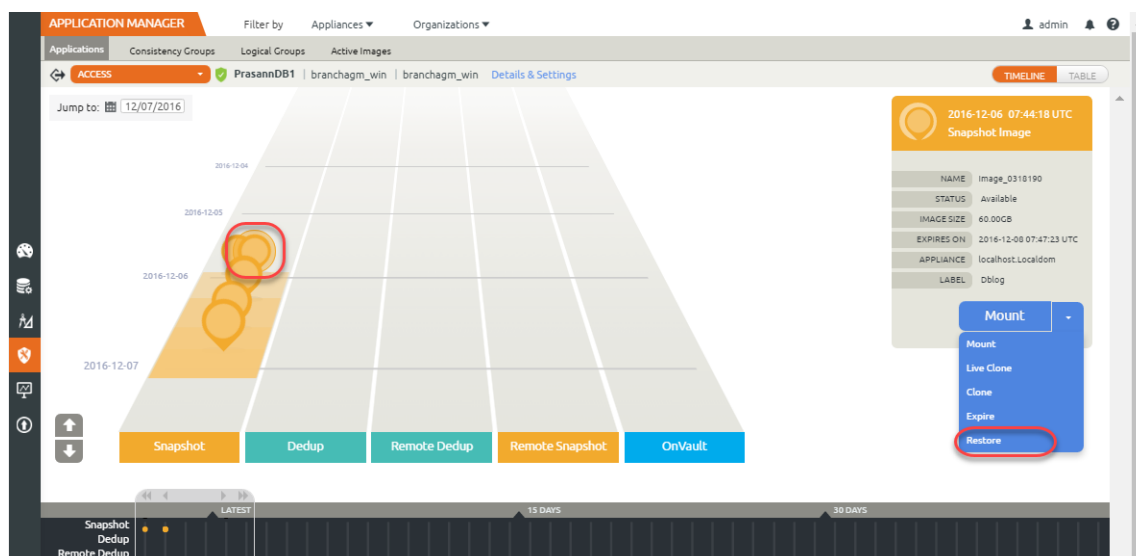 APPLICATION MANAGER Filter by Appliances Organizations admin
Applications Consistency Groups Logical Groups Active Images
ACCESS PrasannDB1 | branchagm_win | branchagm_win Details & Settings TIMELINE TABLE
Jump to: 12/07/2016
2016-12-06 07:44:18 UTC
Snapshot Image
2016-12-04
2016-12-05
2016-12-06
2016-12-07
NAME Image_0318190
STATUS Available
IMAGE SIZE 60.00GB
EXPIRES ON 2016-12-08 07:47:23 UTC
APPLIANCE localhost.Localdom
LABEL Dblog
Mount
Mount
Live Clone
Clone
Expire
Restore
Snapshot Dedup Remote Dedup Remote Snapshot OnVault
LATEST 15 DAYS 30 DAYS
Snapshot
Dedup
Remote Dedup